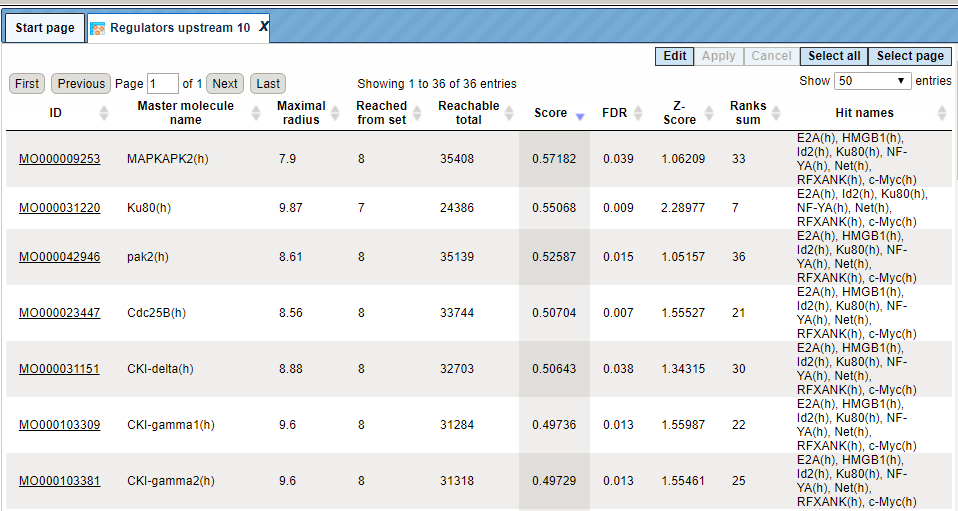 Start page
Regulators upstream 10 X
Edit Apply Cancel Select all Select page
First Previous Page 1 of 1 Next Last Showing 1 to 36 of 36 entries Show 50 entries
ID Master molecule name Maximal radius Reached from set Reachable total Score FDR Z-Score Ranks sum Hit names
MO000009253 MAPKAPK2(h) 7.9 8 35408 0.57182 0.039 1.06209 33 E2A(h), HMGB1(h),
Id2(h), Ku80(h), NF-
YA(h), Net(h),
RFXANK(h), c-Myc(h)
MO000031220 Ku80(h) 9.87 7 24386 0.55068 0.009 2.28977 7 E2A(h), Id2(h), Ku80(h),
NF-YA(h), Net(h),
RFXANK(h), c-Myc(h)
MO000042946 pak2(h) 8.61 8 35139 0.52587 0.015 1.05157 36 E2A(h), HMGB1(h),
Id2(h), Ku80(h), NF-
YA(h), Net(h),
RFXANK(h), c-Myc(h)
MO000023447 Cdc25B(h) 8.56 8 33744 0.50704 0.007 1.55527 21 E2A(h), HMGB1(h),
Id2(h), Ku80(h), NF-
YA(h), Net(h),
RFXANK(h), c-Myc(h)
MO000031151 CKI-delta(h) 8.88 8 32703 0.50643 0.038 1.34315 30 E2A(h), HMGB1(h),
Id2(h), Ku80(h), NF-
YA(h), Net(h),
RFXANK(h), c-Myc(h)
MO000103309 CKI-gamma1(h) 9.6 8 31284 0.49736 0.013 1.55987 22 E2A(h), HMGB1(h),
Id2(h), Ku80(h), NF-
YA(h), Net(h),
RFXANK(h), c-Myc(h)
MO000103381 CKI-gamma2(h) 9.6 8 31318 0.49729 0.013 1.55461 25 E2A(h), HMGB1(h),
Id2(h), Ku80(h), NF-
YA(h), Net(h),
RFXANK(h), c-Myc(h)